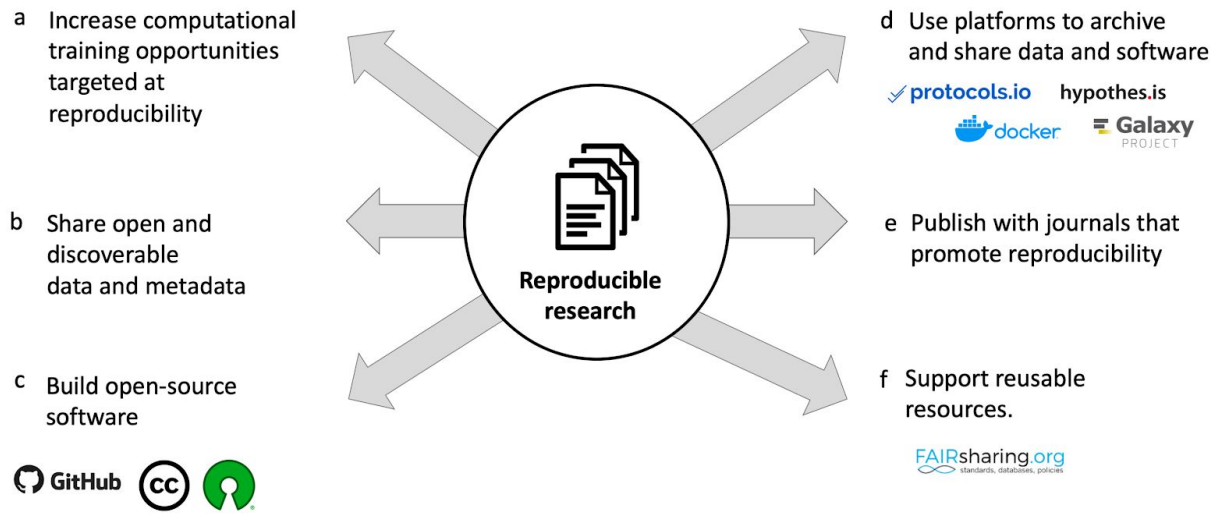 a Increase computational
training opportunities
targeted at
reproducibility
b Share open and
discoverable
data and metadata
c Build open-source
software
GitHub
cc
Reproducible
research
d Use platforms to archive
and share data and software
protocols.io hypothes.is
docker Galaxy
PROJECT
e Publish with journals that
promote reproducibility
f Support reusable
resources.
FAIRsharing.org
standards, databases, policies